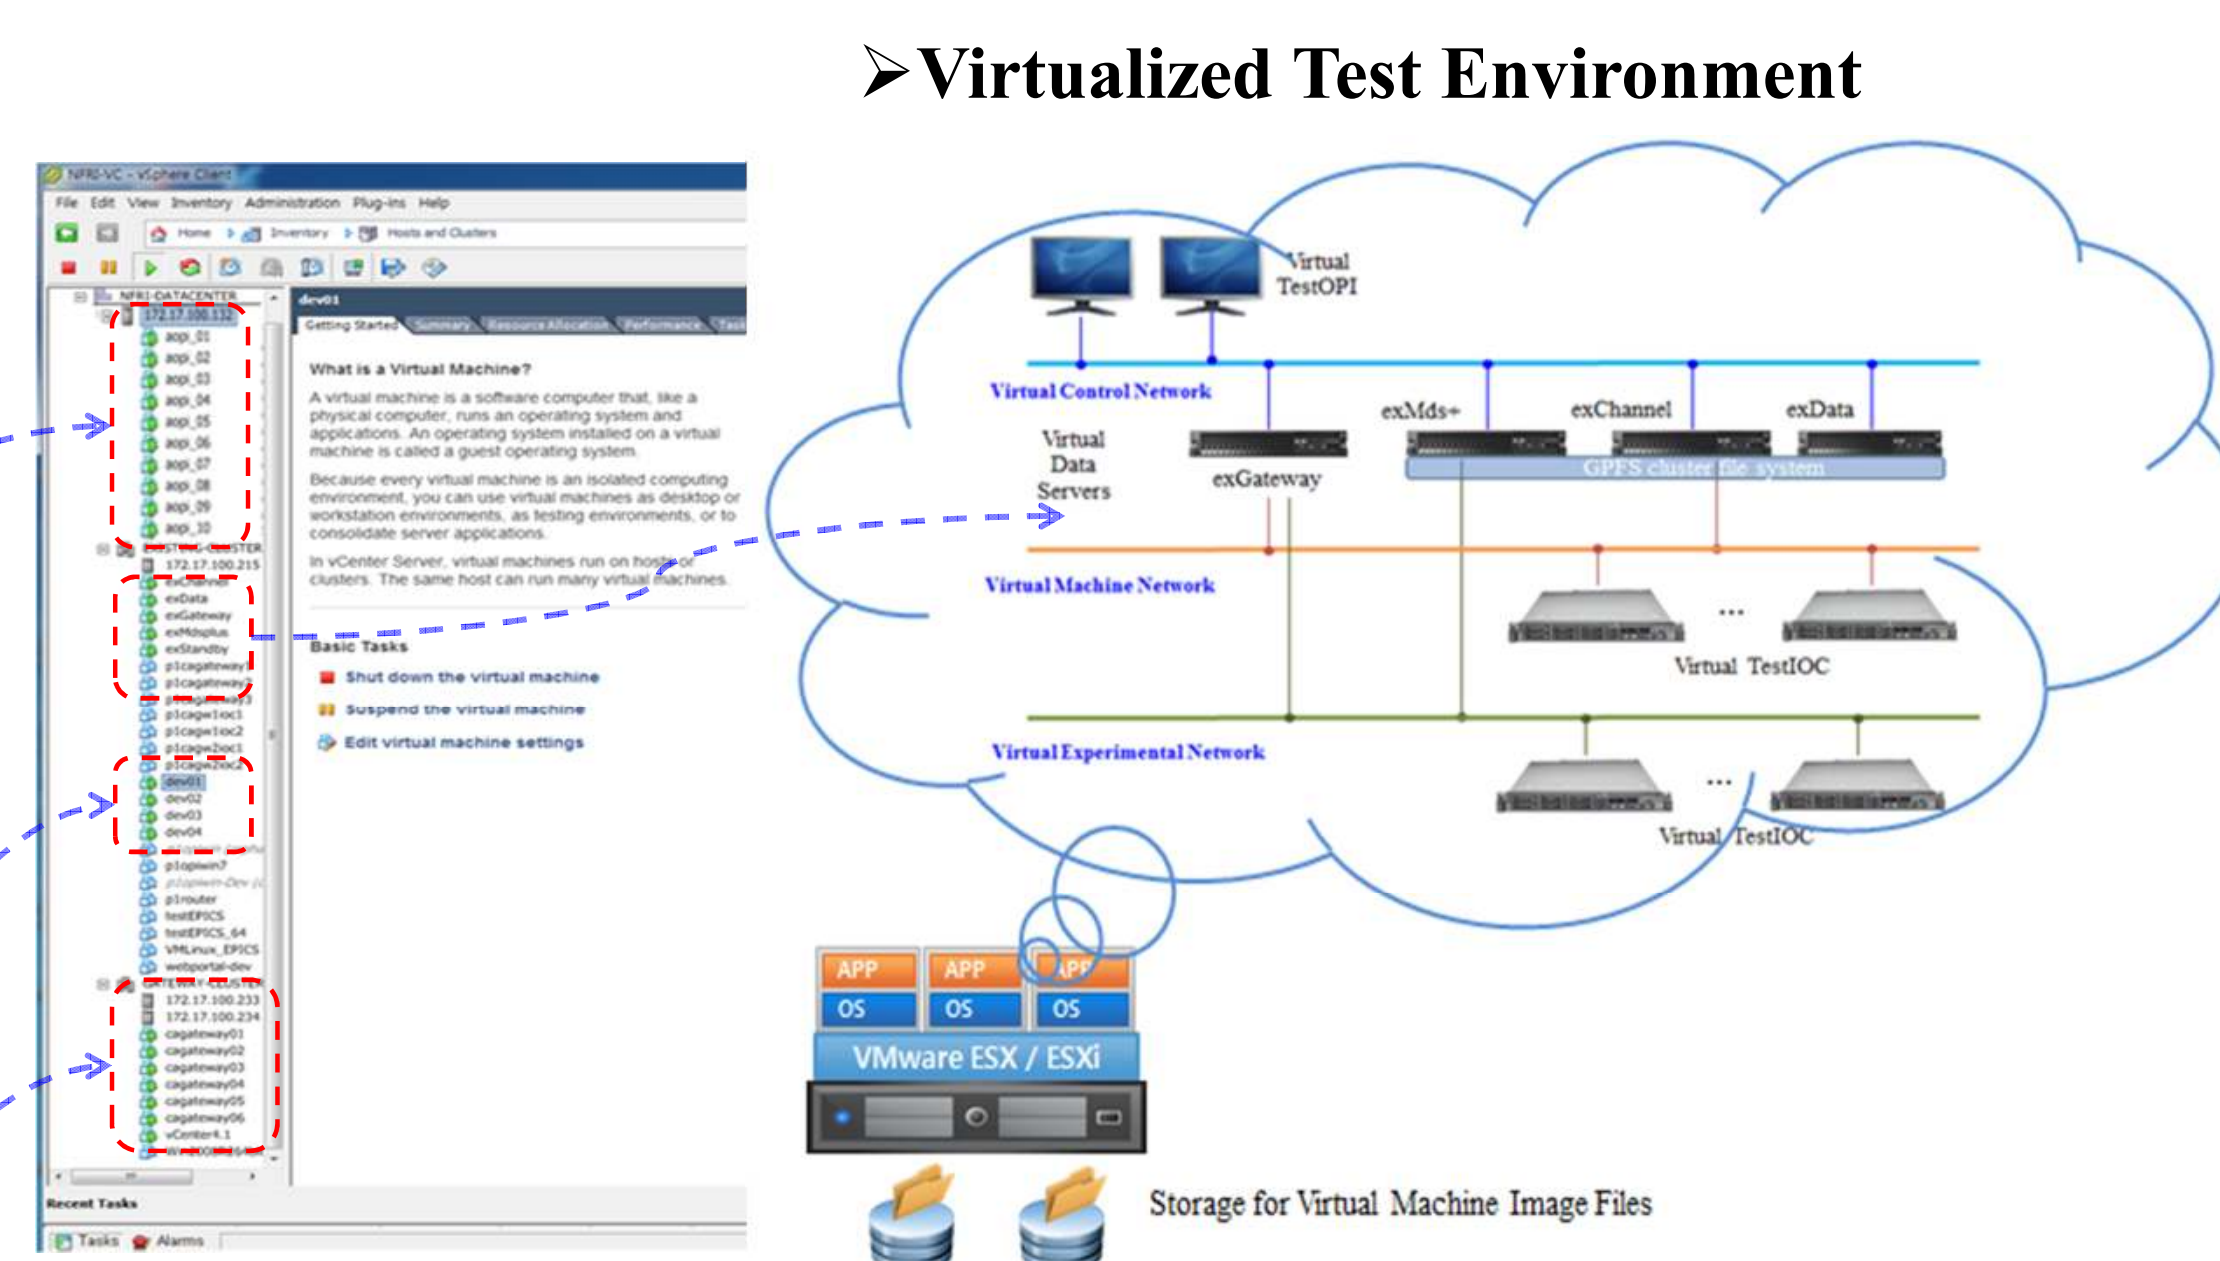 ➢Virtualized Test Environment
NFRI-VC - vSphere Client
File Edit View Inventory Administration Plug-ins Help
Home Inventory Hosts and Clusters
NFRI-DATACENTER
172.17.100.132
aopi_01
aopi_02
aopi_03
aopi_04
aopi_05
aopi_06
aopi_07
aopi_08
aopi_09
aopi_10
EXISTING-CLUSTER
172.17.100.215
exChannel
exData
exGateway
exMdsplus
exStandby
p1cagateway1
p1cagateway2
p1cagateway3
p1cagw1ioc1
p1cagw1ioc2
p1cagw2ioc1
p1cagw2ioc2
dev01
dev02
dev03
dev04
p1opiwin7
p1opiwin-Dev
p1router
testEPICS
testEPICS_64
VMLinux_EPICS
webportal-dev
GATEWAY-CLUSTER
172.17.100.233
172.17.100.234
cagateway01
cagateway02
cagateway03
cagateway04
cagateway05
cagateway06
vCenter4.1
dev01
Getting Started Summary Resource Allocation Performance Task
What is a Virtual Machine?
A virtual machine is a software computer that, like a
physical computer, runs an operating system and
applications. An operating system installed on a virtual
machine is called a guest operating system.
Because every virtual machine is an isolated computing
environment, you can use virtual machines as desktop or
workstation environments, as testing environments, or to
consolidate server applications.
In vCenter Server, virtual machines run on hosts or
clusters. The same host can run many virtual machines.
Basic Tasks
Shut down the virtual machine
Suspend the virtual machine
Edit virtual machine settings
Recent Tasks
Tasks Alarms
Virtual
TestOPI
Virtual Control Network
exMds+ exChannel exData
Virtual
Data
Servers
exGateway
GPFS cluster file system
Virtual Machine Network
...
Virtual TestIOC
Virtual Experimental Network
...
Virtual TestIOC
APP APP APP
OS OS OS
VMware ESX / ESXi
Storage for Virtual Machine Image Files